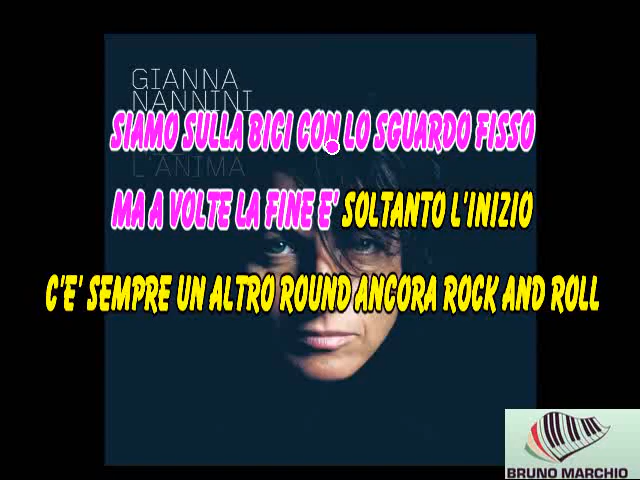 GIANNA
NANNINI
SIAMO SULLA BICI CON LO SGUARDO FISSO
L'ANIMA
MA A VOLTE LA FINE E' SOLTANTO L'INIZIO
C'E' SEMPRE UN ALTRO ROUND ANCORA ROCK AND ROLL
BRUNO MARCHIO